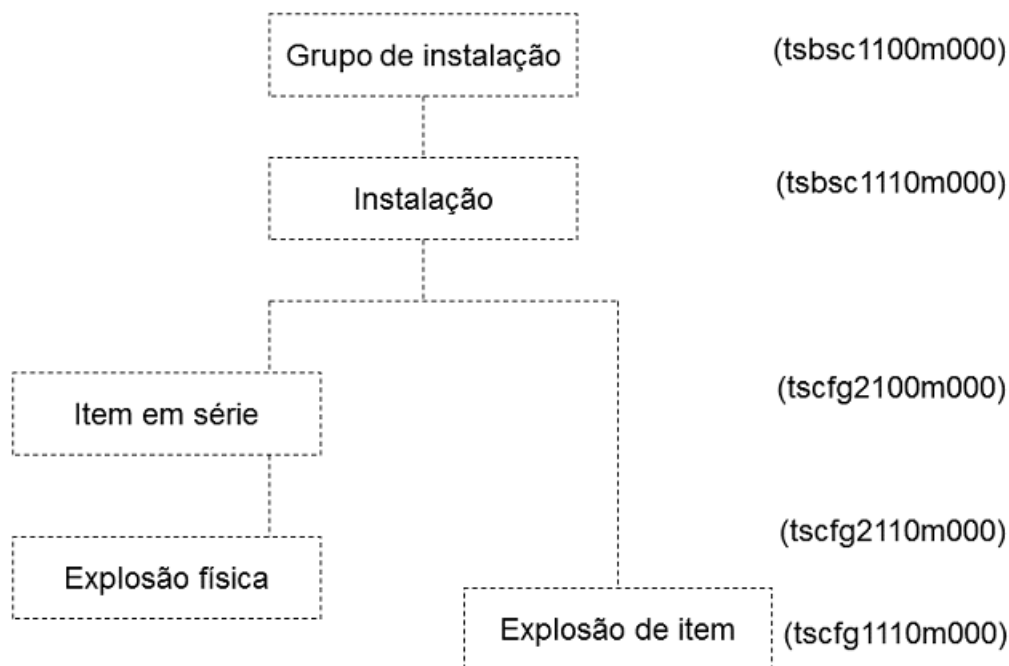 Grupo de instalação (tsbsc1100m000)
Instalação (tsbsc1110m000)
Item em série (tscfg2100m000)
(tscfg2110m000)
Explosão física
Explosão de item (tscfg1110m000)